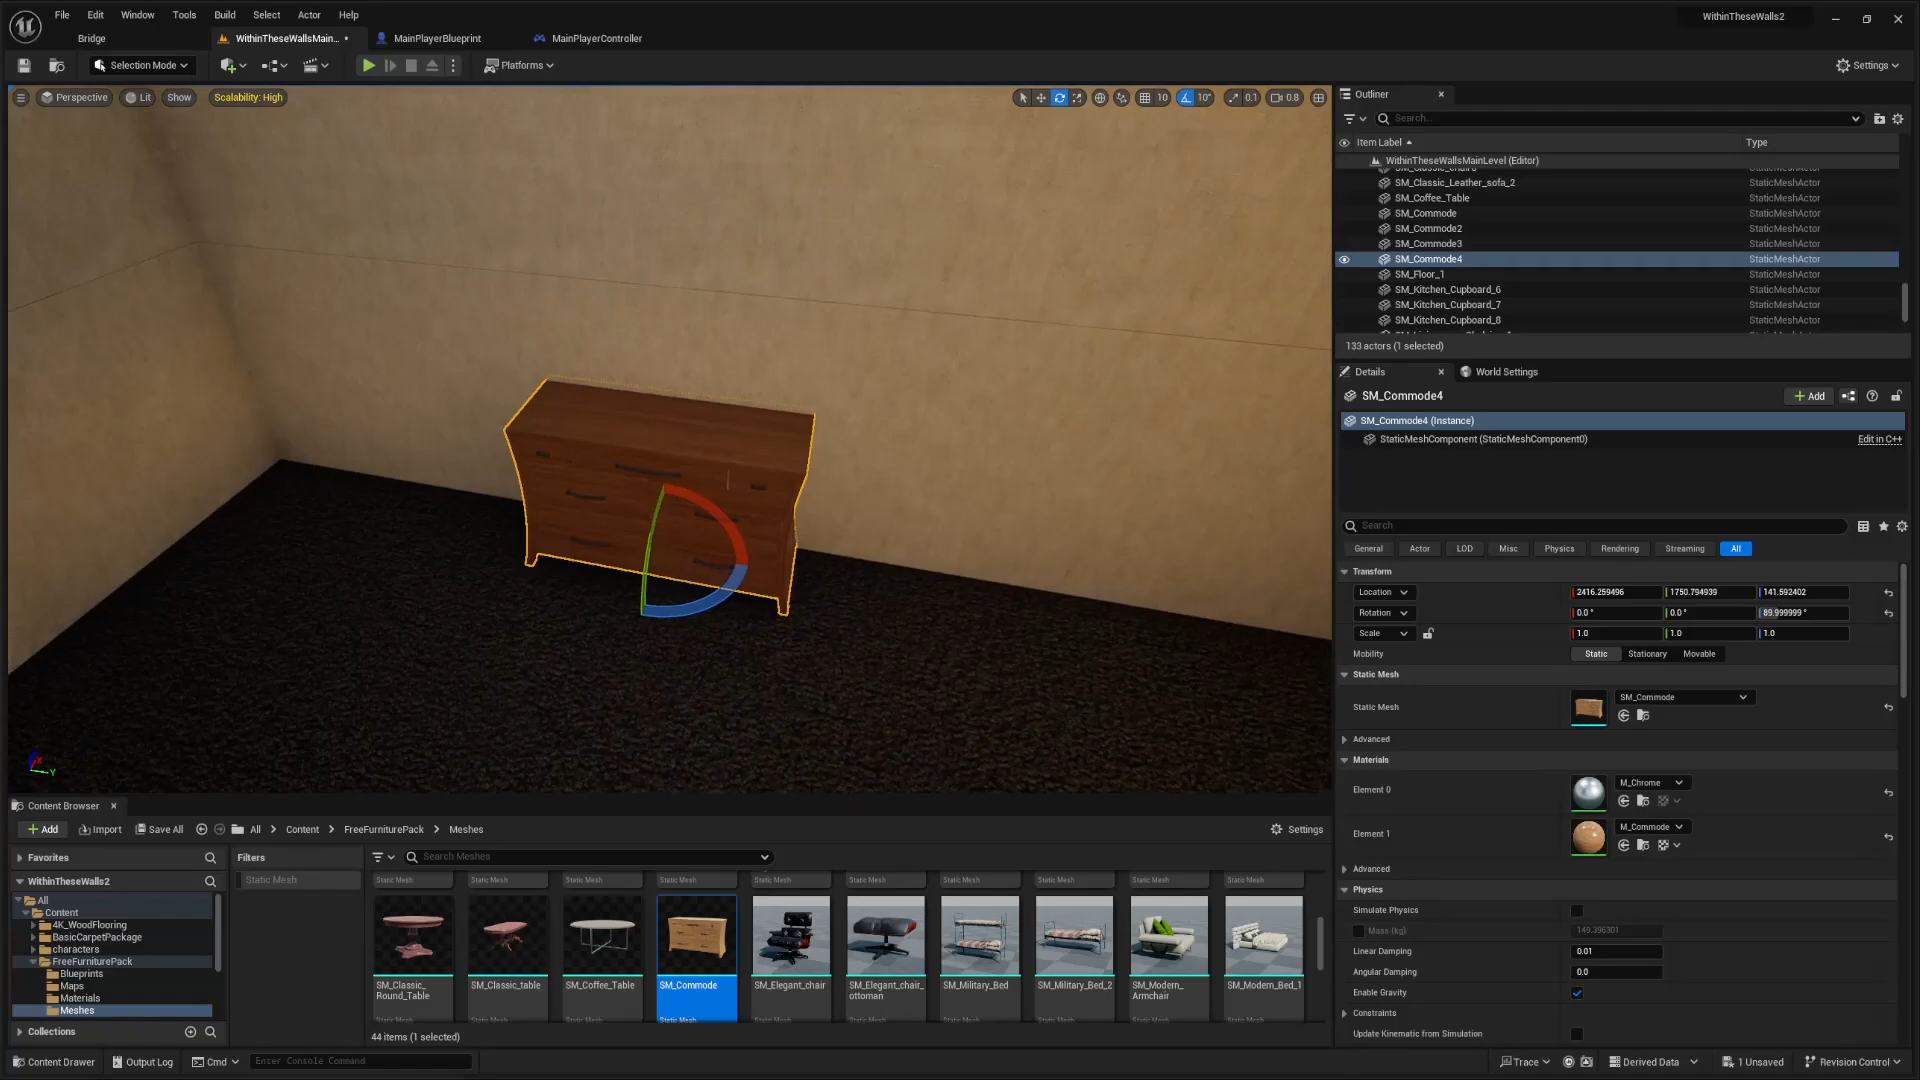 File Edit Window Tools Build Select Actor Help
WithinTheseWalls2
Bridge
WithinTheseWallsMain... •
MainPlayerBlueprint
MainPlayerController
Selection Mode
Platforms
Settings
Perspective Lit Show Scalability: High
10 10° 0.1 0.8
Outliner
Search...
Item Label Type
WithinTheseWallsMainLevel (Editor)
SM_Classic_Leather_sofa_2 StaticMeshActor
SM_Coffee_Table StaticMeshActor
SM_Commode StaticMeshActor
SM_Commode2 StaticMeshActor
SM_Commode3 StaticMeshActor
SM_Commode4 StaticMeshActor
SM_Floor_1 StaticMeshActor
SM_Kitchen_Cupboard_6 StaticMeshActor
SM_Kitchen_Cupboard_7 StaticMeshActor
SM_Kitchen_Cupboard_8 StaticMeshActor
133 actors (1 selected)
Details World Settings
SM_Commode4
Add
SM_Commode4 (Instance)
StaticMeshComponent (StaticMeshComponent0) Edit in C++
Search
General Actor LOD Misc Physics Rendering Streaming All
Transform
Location 2416.259496 1750.794939 141.592402
Rotation 0.0° 0.0° 89.999999°
Scale 1.0 1.0 1.0
Mobility Static Stationary Movable
Static Mesh
Static Mesh SM_Commode
Advanced
Materials
Element 0 M_Chrome
Element 1 M_Commode
Advanced
Physics
Simulate Physics
Mass (kg) 149.396301
Linear Damping 0.01
Angular Damping 0.0
Enable Gravity
Constraints
Update Kinematic from Simulation
X Y
Content Browser
Add Import Save All All Content FreeFurniturePack Meshes Settings
Favorites
WithinTheseWalls2
All
Content
4K_WoodFlooring
BasicCarpetPackage
characters
FreeFurniturePack
Blueprints
Maps
Materials
Meshes
Collections
Filters
Static Mesh
Search Meshes
Static Mesh Static Mesh Static Mesh Static Mesh Static Mesh Static Mesh Static Mesh Static Mesh Static Mesh Static Mesh
SM_Classic_
Round_Table
Static Mesh
SM_Classic_table
Static Mesh
SM_Coffee_Table
Static Mesh
SM_Commode
Static Mesh
SM_Elegant_chair
Static Mesh
SM_Elegant_chair_
ottoman
Static Mesh
SM_Military_Bed
Static Mesh
SM_Military_Bed_2
Static Mesh
SM_Modern_
Armchair
Static Mesh
SM_Modern_Bed_1
Static Mesh
44 items (1 selected)
Content Drawer Output Log Cmd Enter Console Command
Trace Derived Data 1 Unsaved Revision Control